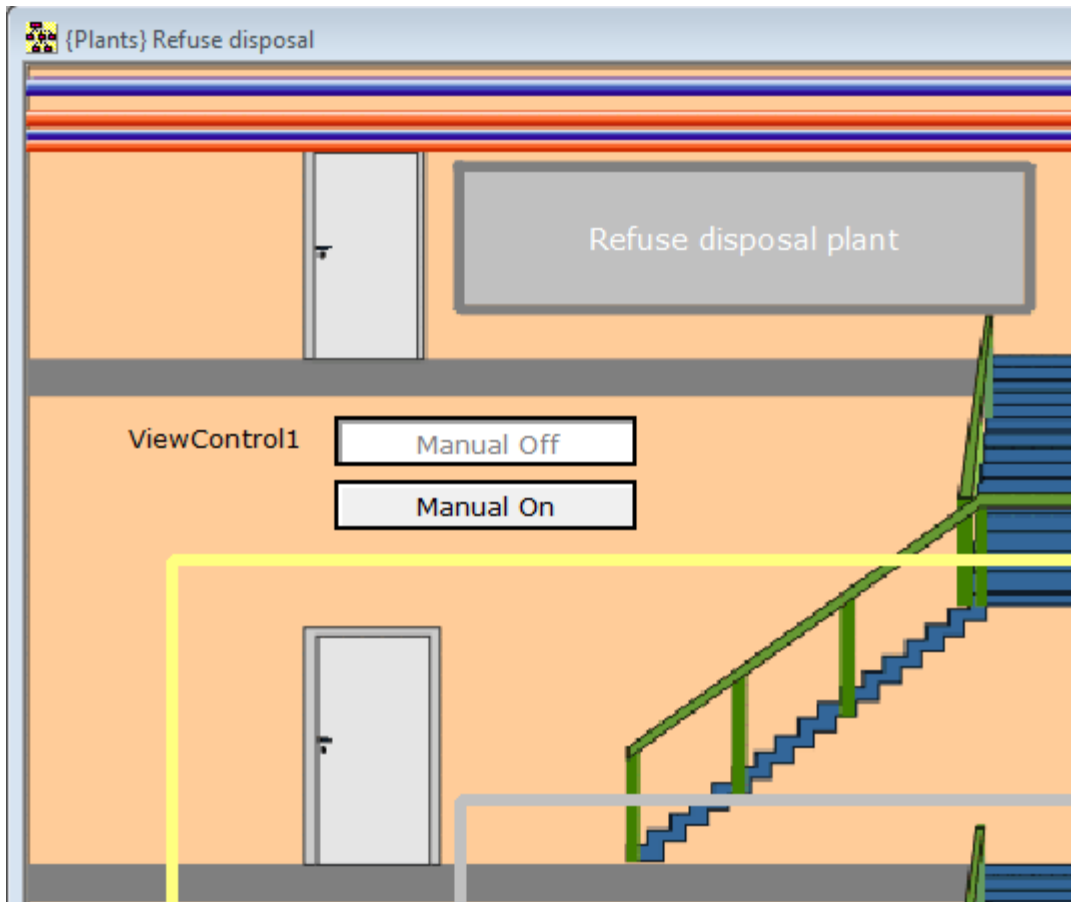 {Plants} Refuse disposal
Refuse disposal plant
ViewControl1
Manual Off
Manual On